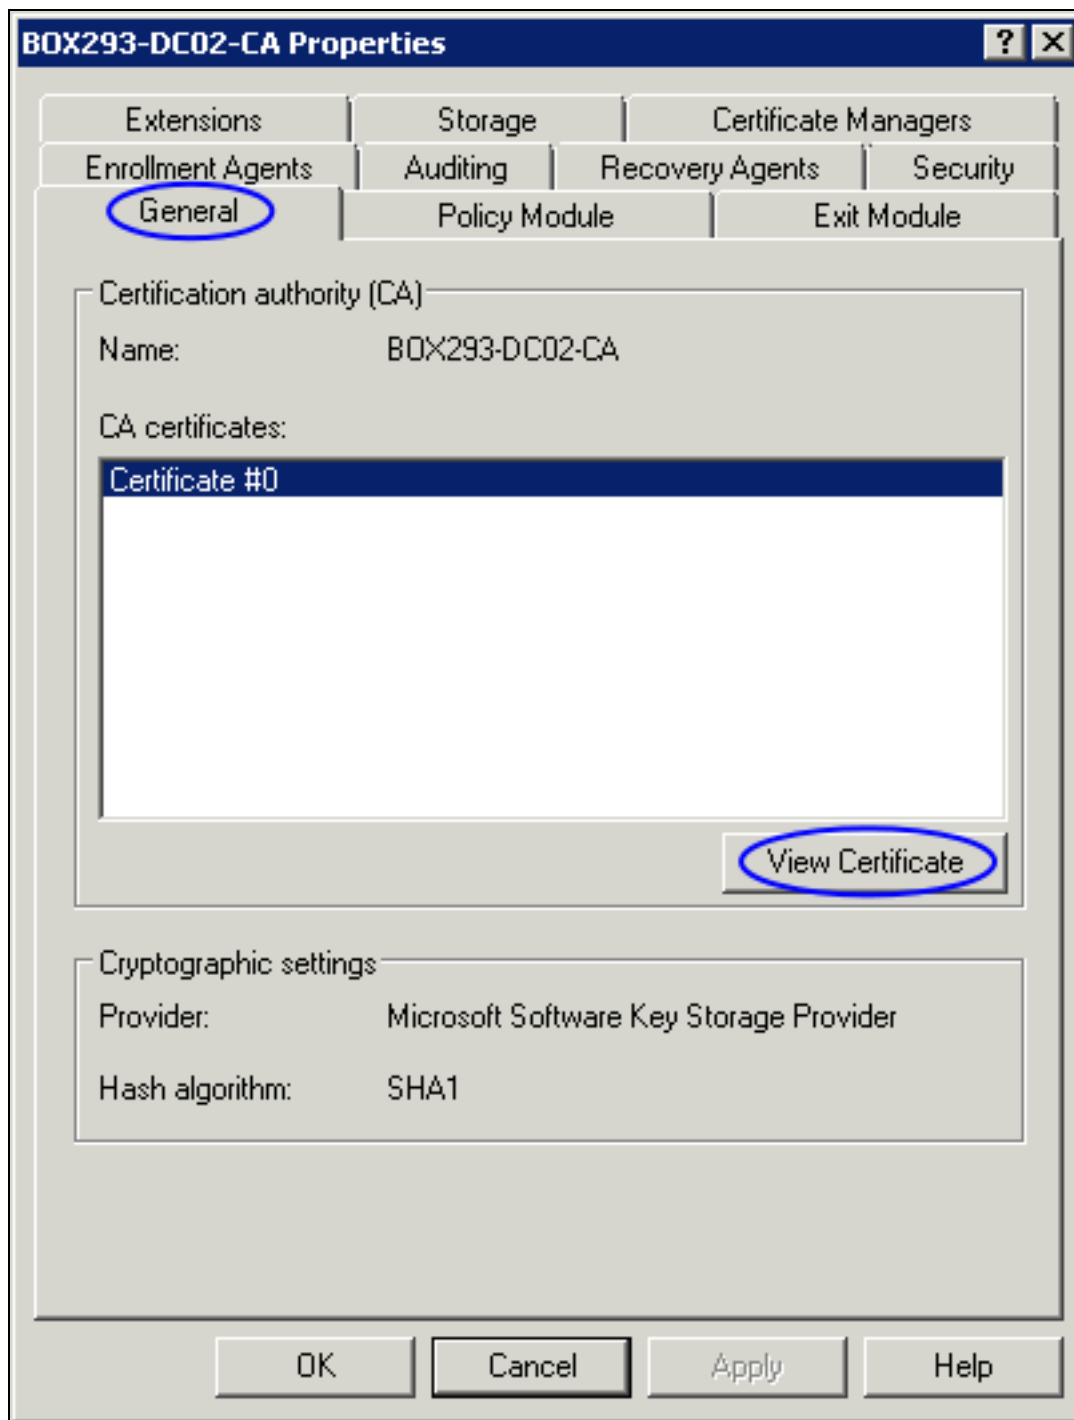 BOX293-DC02-CA Properties ? X
Extensions Storage Certificate Managers
Enrollment Agents Auditing Recovery Agents Security
General Policy Module Exit Module
Certification authority (CA)
Name: BOX293-DC02-CA
CA certificates:
Certificate #0
View Certificate
Cryptographic settings
Provider: Microsoft Software Key Storage Provider
Hash algorithm: SHA1
OK Cancel Apply Help